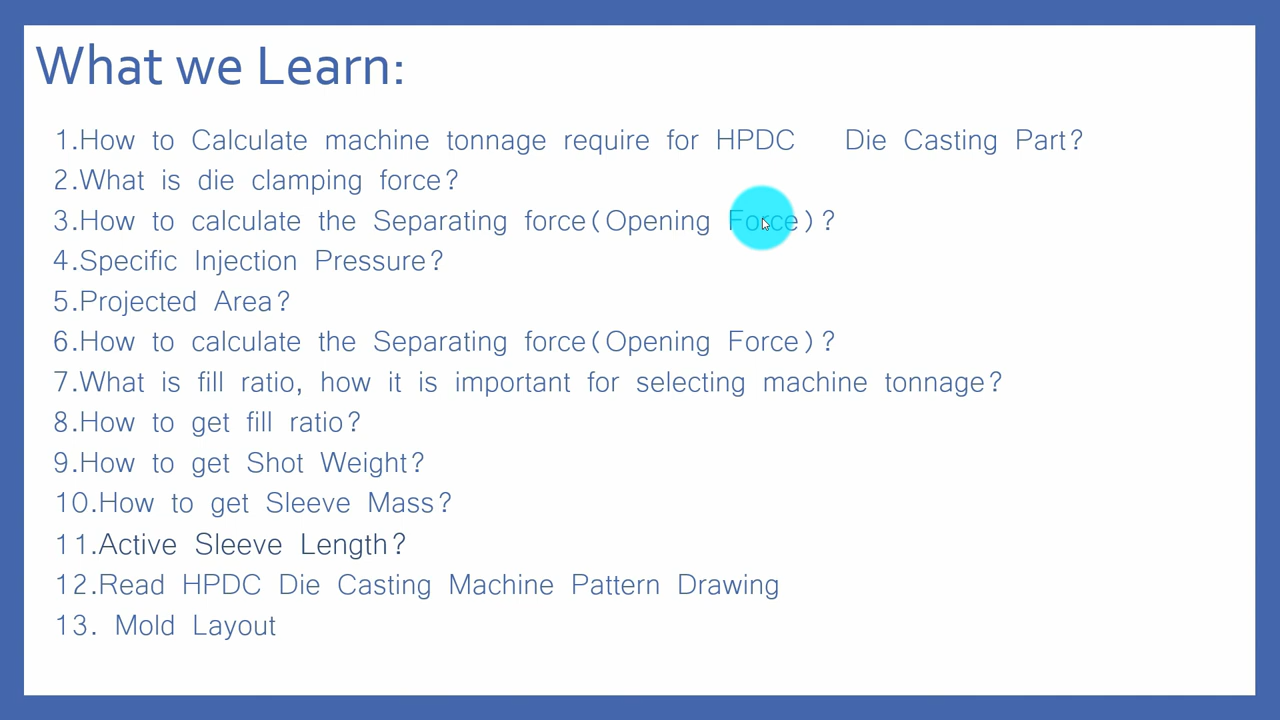 What we Learn:
1.How to Calculate machine tonnage require for HPDC Die Casting Part?
2.What is die clamping force?
3.How to calculate the Separating force(Opening Force)?
4.Specific Injection Pressure?
5.Projected Area?
6.How to calculate the Separating force(Opening Force)?
7.What is fill ratio, how it is important for selecting machine tonnage?
8.How to get fill ratio?
9.How to get Shot Weight?
10.How to get Sleeve Mass?
11.Active Sleeve Length?
12.Read HPDC Die Casting Machine Pattern Drawing
13. Mold Layout